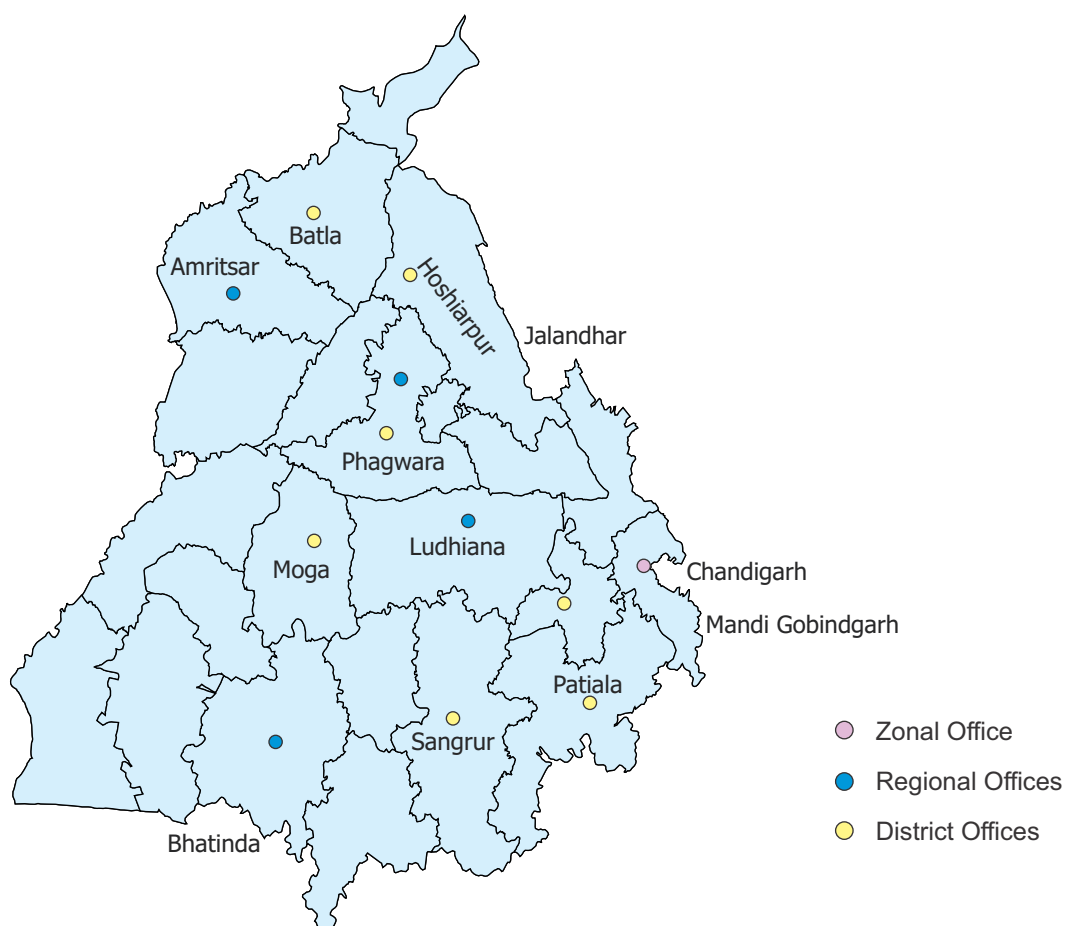 Batla
Amritsar
Hoshiarpur
Jalandhar
Phagwara
Ludhiana
Moga
Chandigarh
Mandi Gobindgarh
Patiala
Sangrur
Bhatinda
Zonal Office
Regional Offices
District Offices